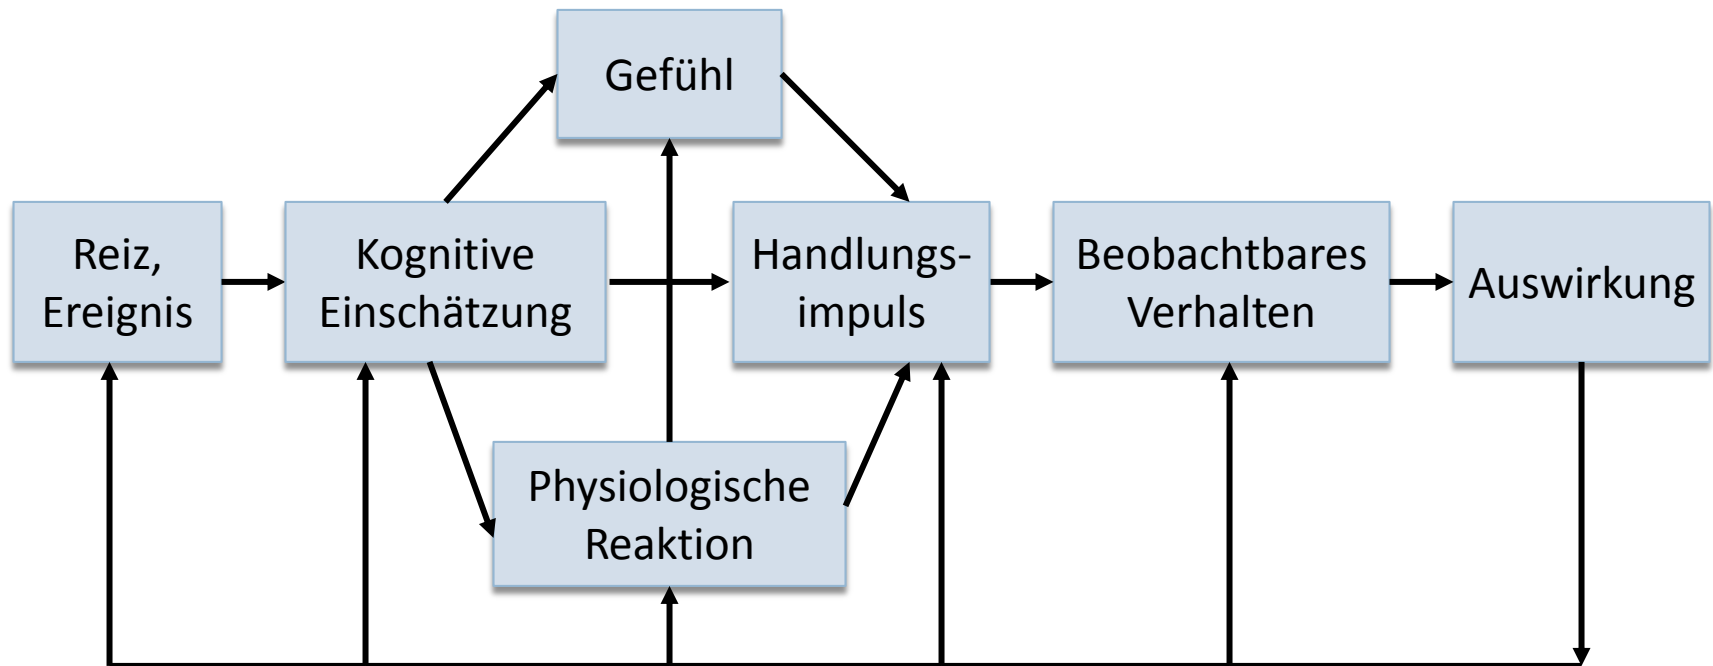 Gefühl
Reiz,
Ereignis
Kognitive
Einschätzung
Handlungs-
impuls
Beobachtbares
Verhalten
Auswirkung
Physiologische
Reaktion